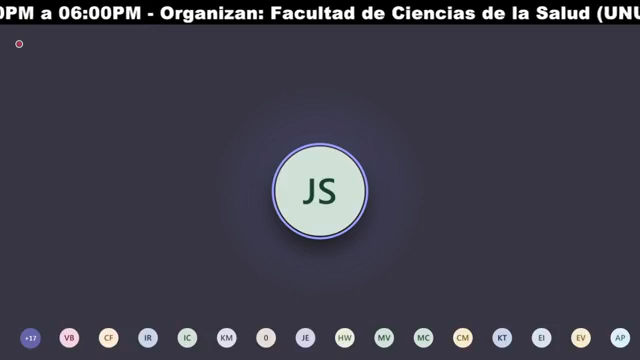 PM a 06:00PM - Organizan: Facultad de Ciencias de la Salud (UNU
JS
+17 VB CF IR IC KM 0 JE HW MV MC CM KT EI EV AP